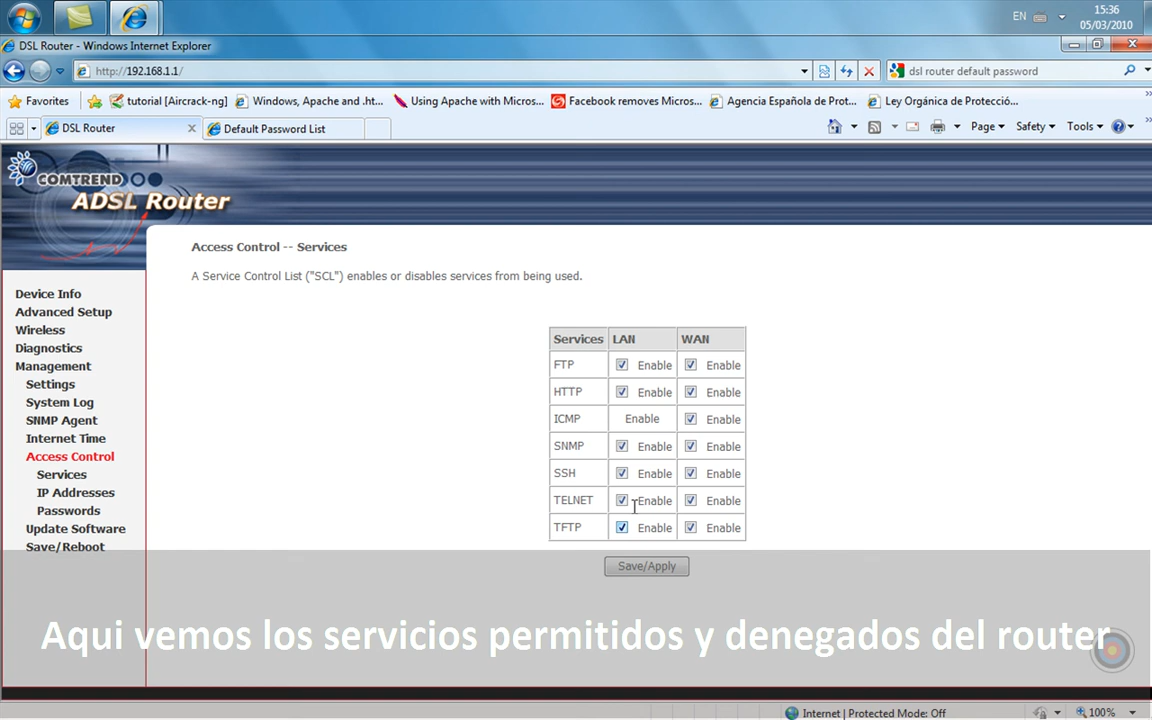 EN
15:36
05/03/2010
DSL Router - Windows Internet Explorer
http://192.168.1.1/
dsl router default password
Favorites
tutorial [Aircrack-ng]
Windows, Apache and .ht...
Using Apache with Micros...
Facebook removes Micros...
Agencia Española de Prot...
Ley Orgánica de Protecció...
DSL Router
Default Password List
Page
Safety
Tools
COMTREND
ADSL Router
Device Info
Advanced Setup
Wireless
Diagnostics
Management
Settings
System Log
SNMP Agent
Internet Time
Access Control
Services
IP Addresses
Passwords
Update Software
Save/Reboot
Access Control -- Services
A Service Control List ("SCL") enables or disables services from being used.
Services LAN WAN
FTP Enable Enable
HTTP Enable Enable
ICMP Enable Enable
SNMP Enable Enable
SSH Enable Enable
TELNET Enable Enable
TFTP Enable Enable
Save/Apply
Aqui vemos los servicios permitidos y denegados del router
Internet | Protected Mode: Off
100%